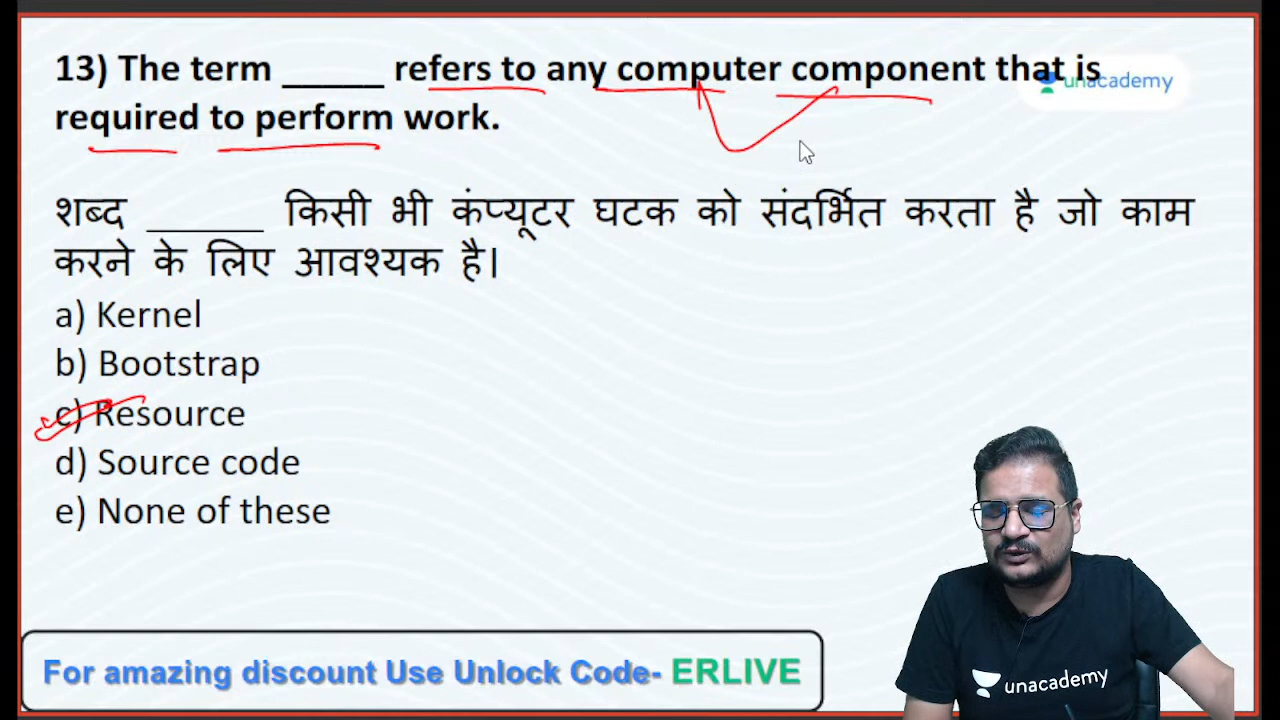 13) The term _____ refers to any computer component that is
unacademy
required to perform work.
शब्द ______ किसी भी कंप्यूटर घटक को संदर्भित करता है जो काम
करने के लिए आवश्यक है।
a) Kernel
b) Bootstrap
c) Resource
d) Source code
e) None of these
unacademy
For amazing discount Use Unlock Code- ERLIVE